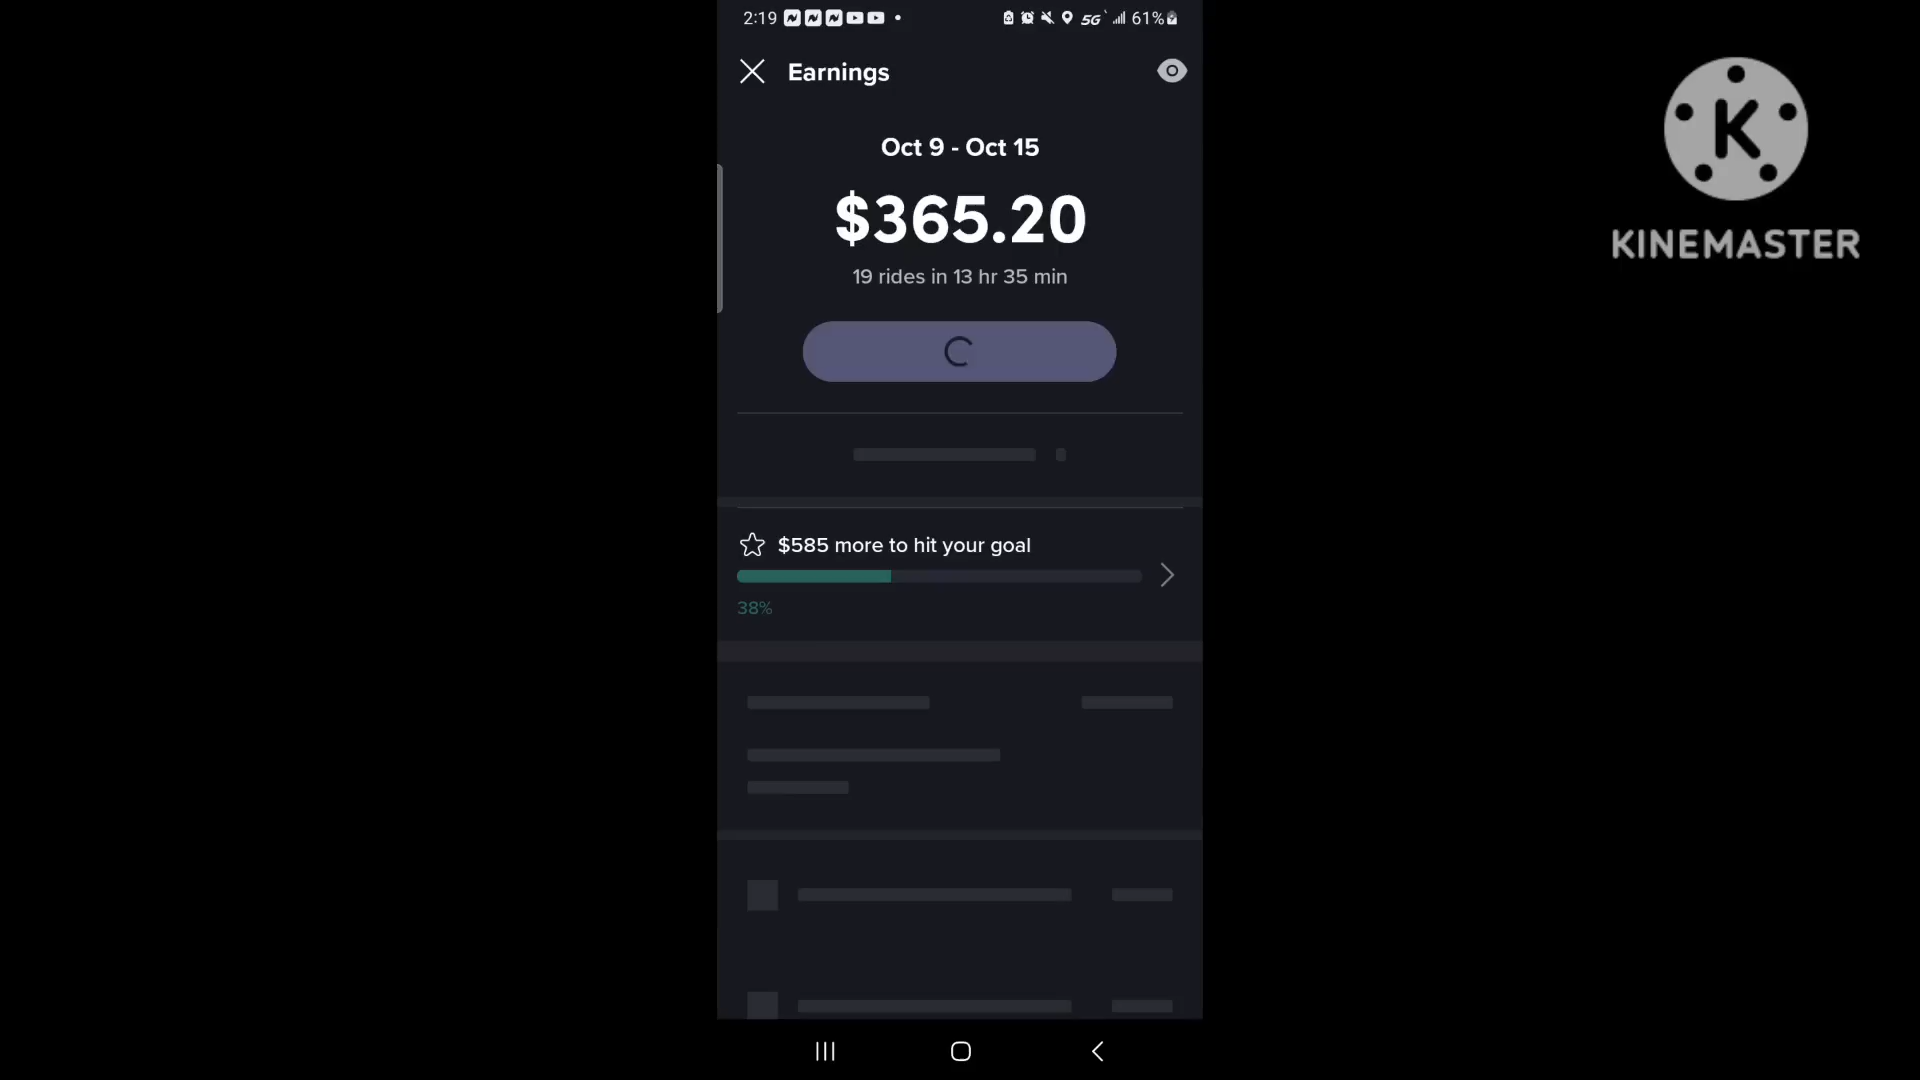 2:19
5G
61%
Earnings
Oct 9 - Oct 15
$365.20
19 rides in 13 hr 35 min
$585 more to hit your goal
38%
K
KINEMASTER